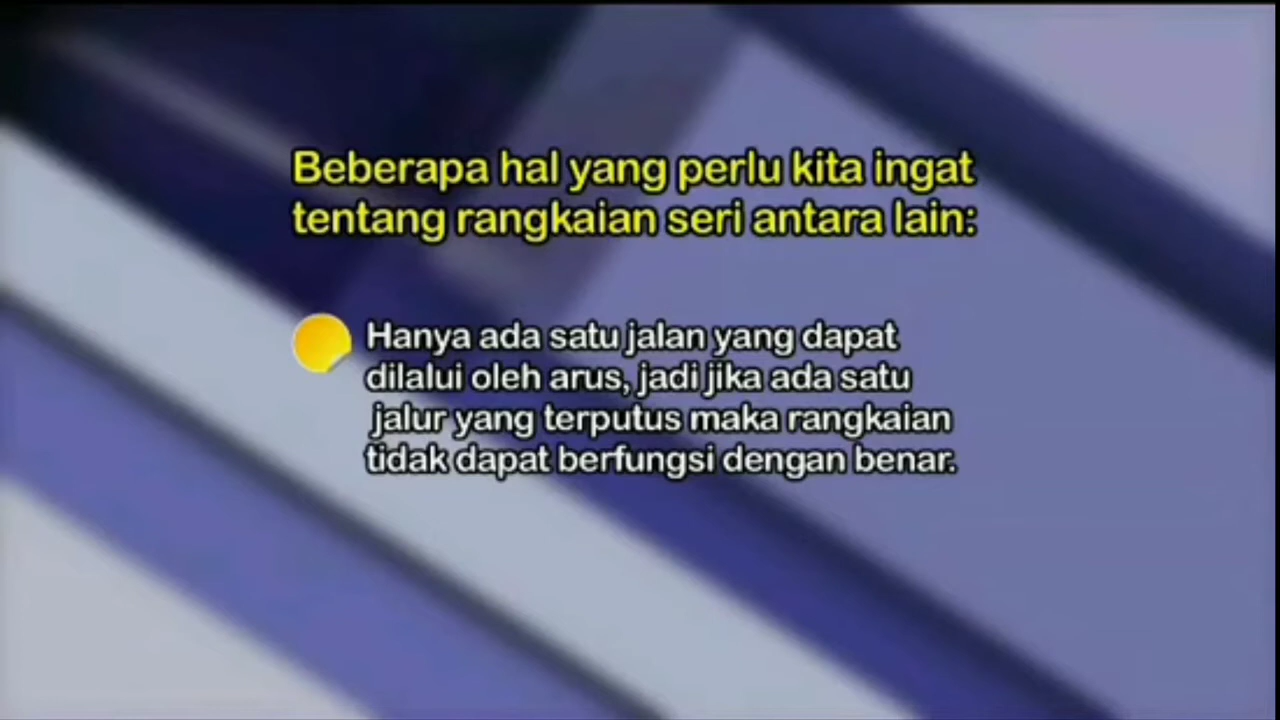 Beberapa hal yang perlu kita ingat
tentang rangkaian seri antara lain:
Hanya ada satu jalan yang dapat
dilalui oleh arus, jadi jika ada satu
jalur yang terputus maka rangkaian
tidak dapat berfungsi dengan benar.